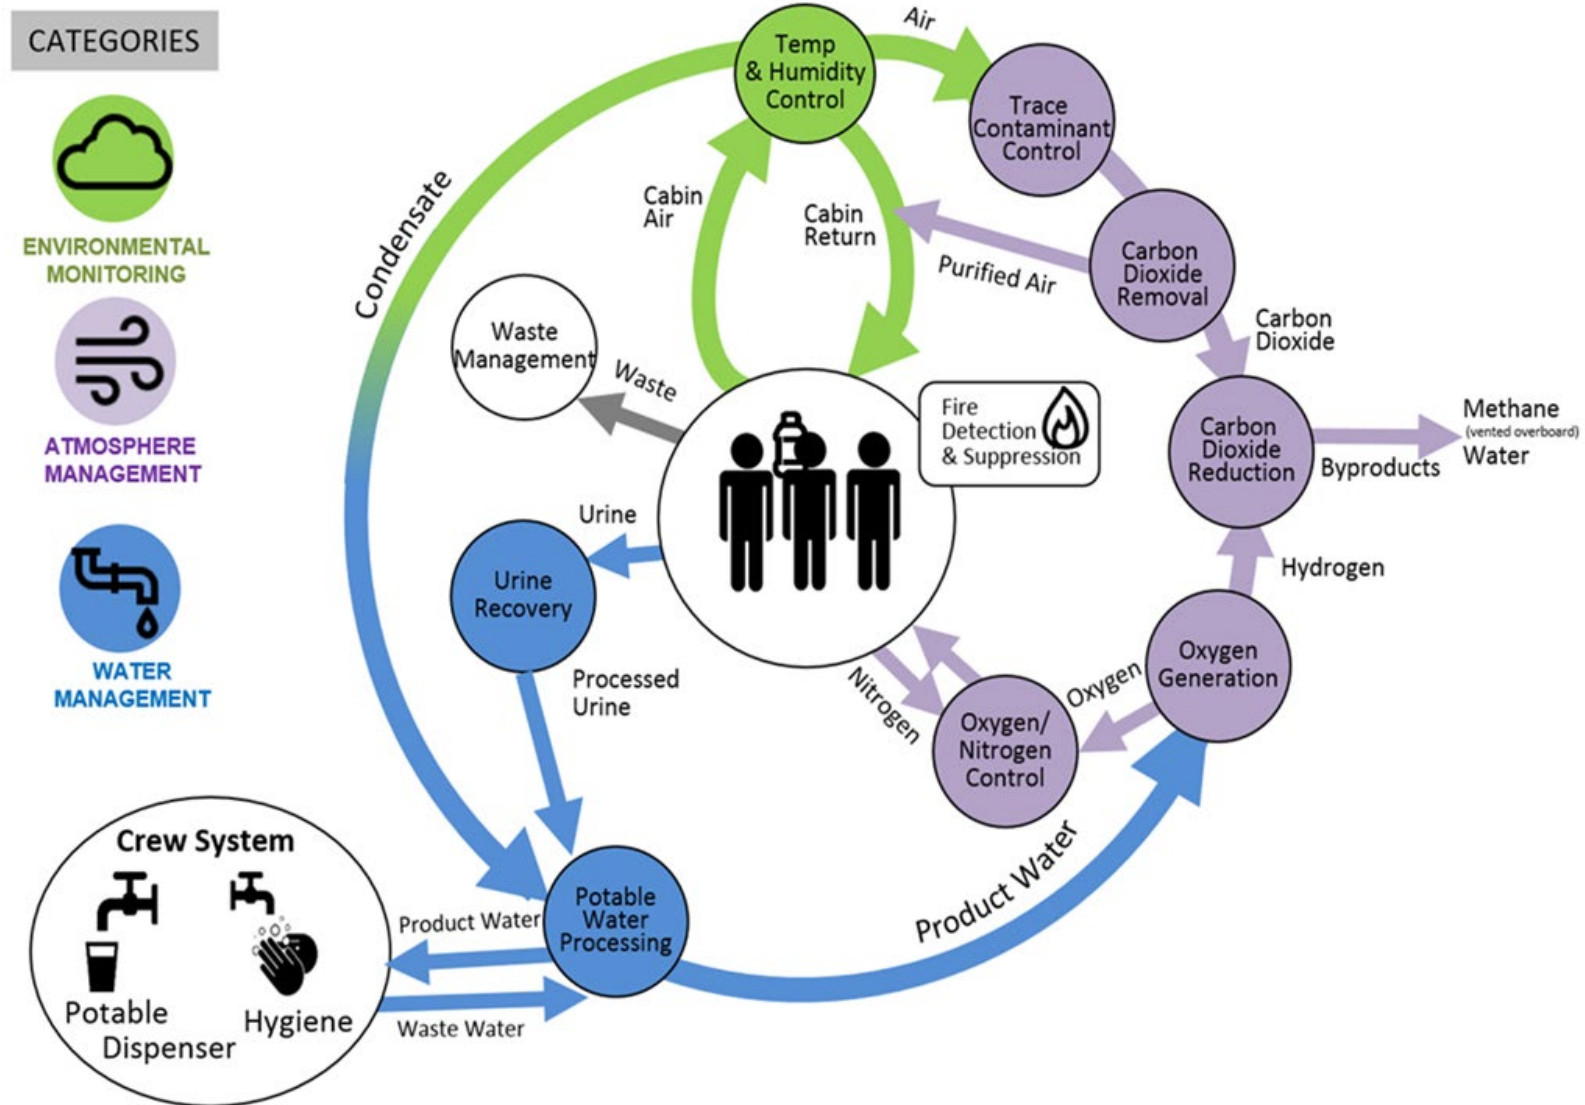 CATEGORIES
ENVIRONMENTAL
MONITORING
ATMOSPHERE
MANAGEMENT
WATER
MANAGEMENT
Temp
& Humidity
Control
Air
Trace
Contaminant
Control
Condensate
Cabin
Air
Cabin
Return
Purified Air
Carbon
Dioxide
Removal
Carbon
Dioxide
Waste
Management
Waste
Fire
Detection
& Suppression
Carbon
Dioxide
Reduction
Methane
(vented overboard)
Water
Byproducts
Urine
Urine
Recovery
Hydrogen
Processed
Urine
Nitrogen
Oxygen/
Nitrogen
Control
Oxygen
Oxygen
Generation
Crew System
Potable
Dispenser
Hygiene
Product Water
Waste Water
Potable
Water
Processing
Product Water